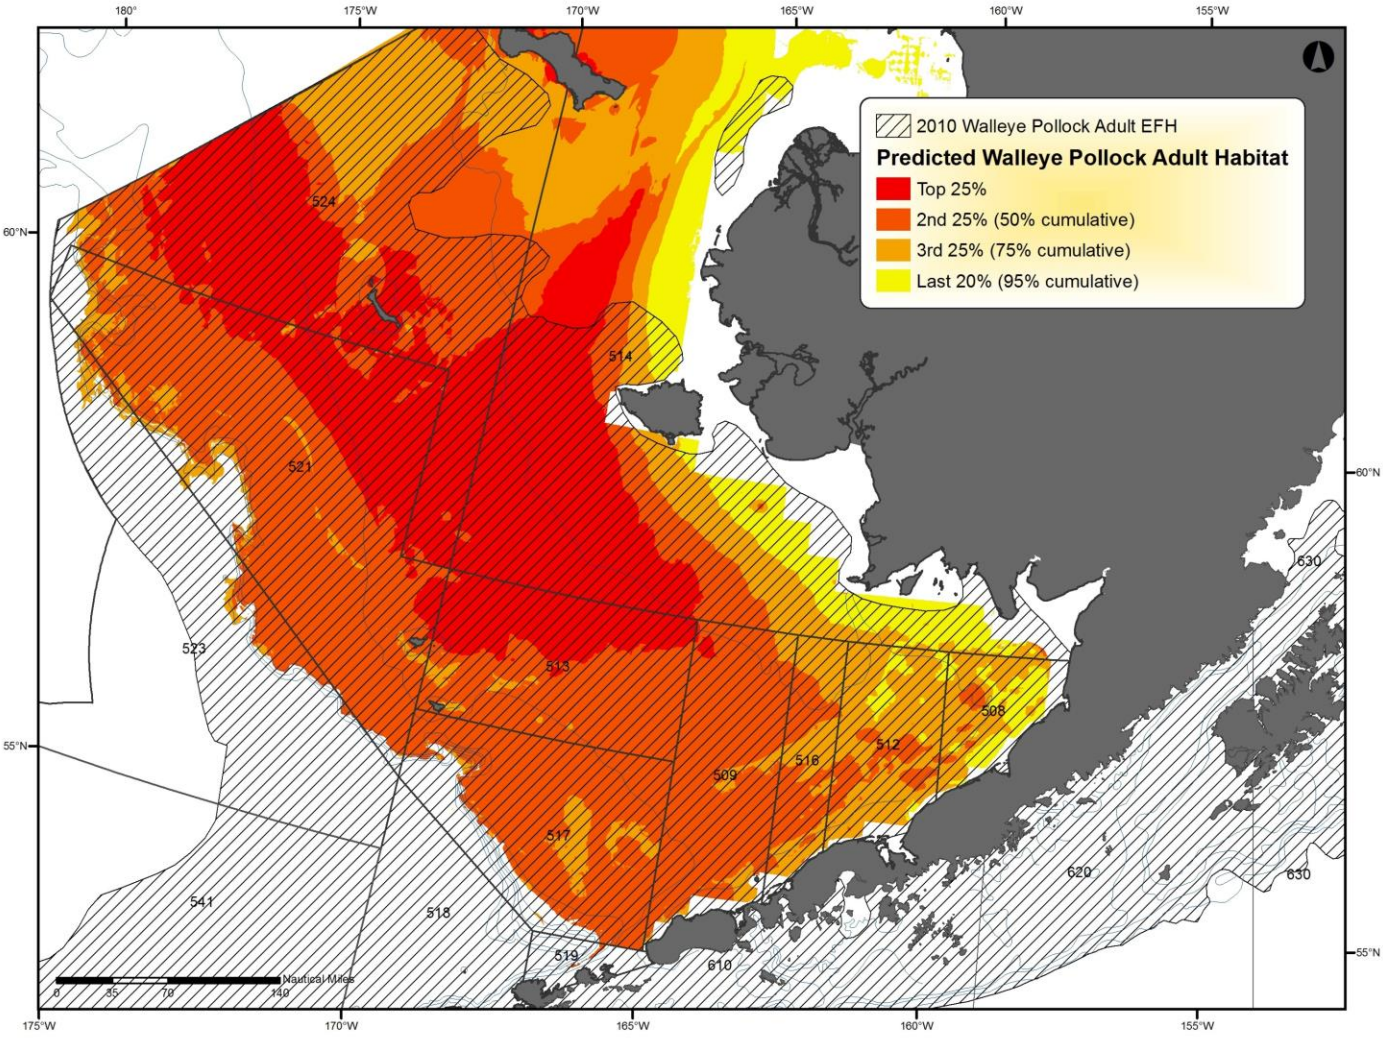 180° 175°W 170°W 165°W 160°W 155°W
2010 Walleye Pollock Adult EFH
Predicted Walleye Pollock Adult Habitat
Top 25%
2nd 25% (50% cumulative)
3rd 25% (75% cumulative)
Last 20% (95% cumulative)
524
60°N
514
521
60°N
630
523
513
508
55°N
512
516
509
517
620
630
541
518
519
610
55°N
Nautical Miles
0 35 70 140
175°W 170°W 165°W 160°W 155°W